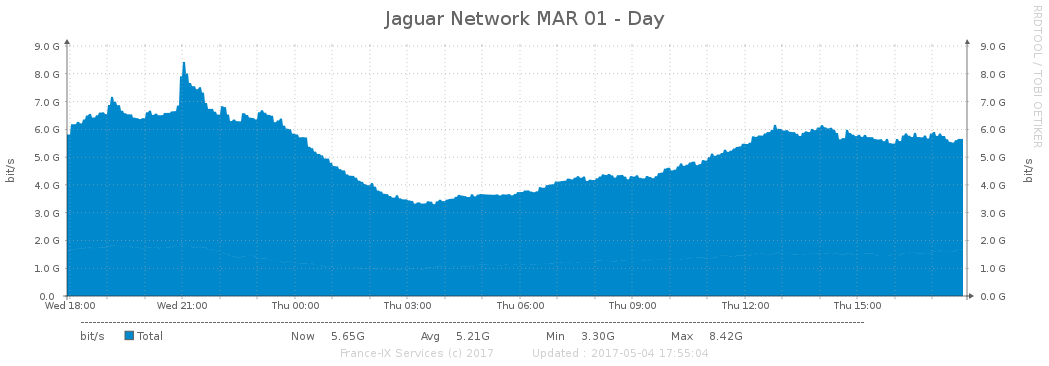 Jaguar Network MAR 01 - Day
RRDTOOL / TOBI OETIKER
bit/s
bit/s
9.0 G 9.0 G
8.0 G 8.0 G
7.0 G 7.0 G
6.0 G 6.0 G
5.0 G 5.0 G
4.0 G 4.0 G
3.0 G 3.0 G
2.0 G 2.0 G
1.0 G 1.0 G
0.0 0.0 G
Wed 18:00 Wed 21:00 Thu 00:00 Thu 03:00 Thu 06:00 Thu 09:00 Thu 12:00 Thu 15:00
bit/s Total Now 5.65G Avg 5.21G Min 3.30G Max 8.42G
France-IX Services (c) 2017 Updated : 2017-05-04 17:55:04